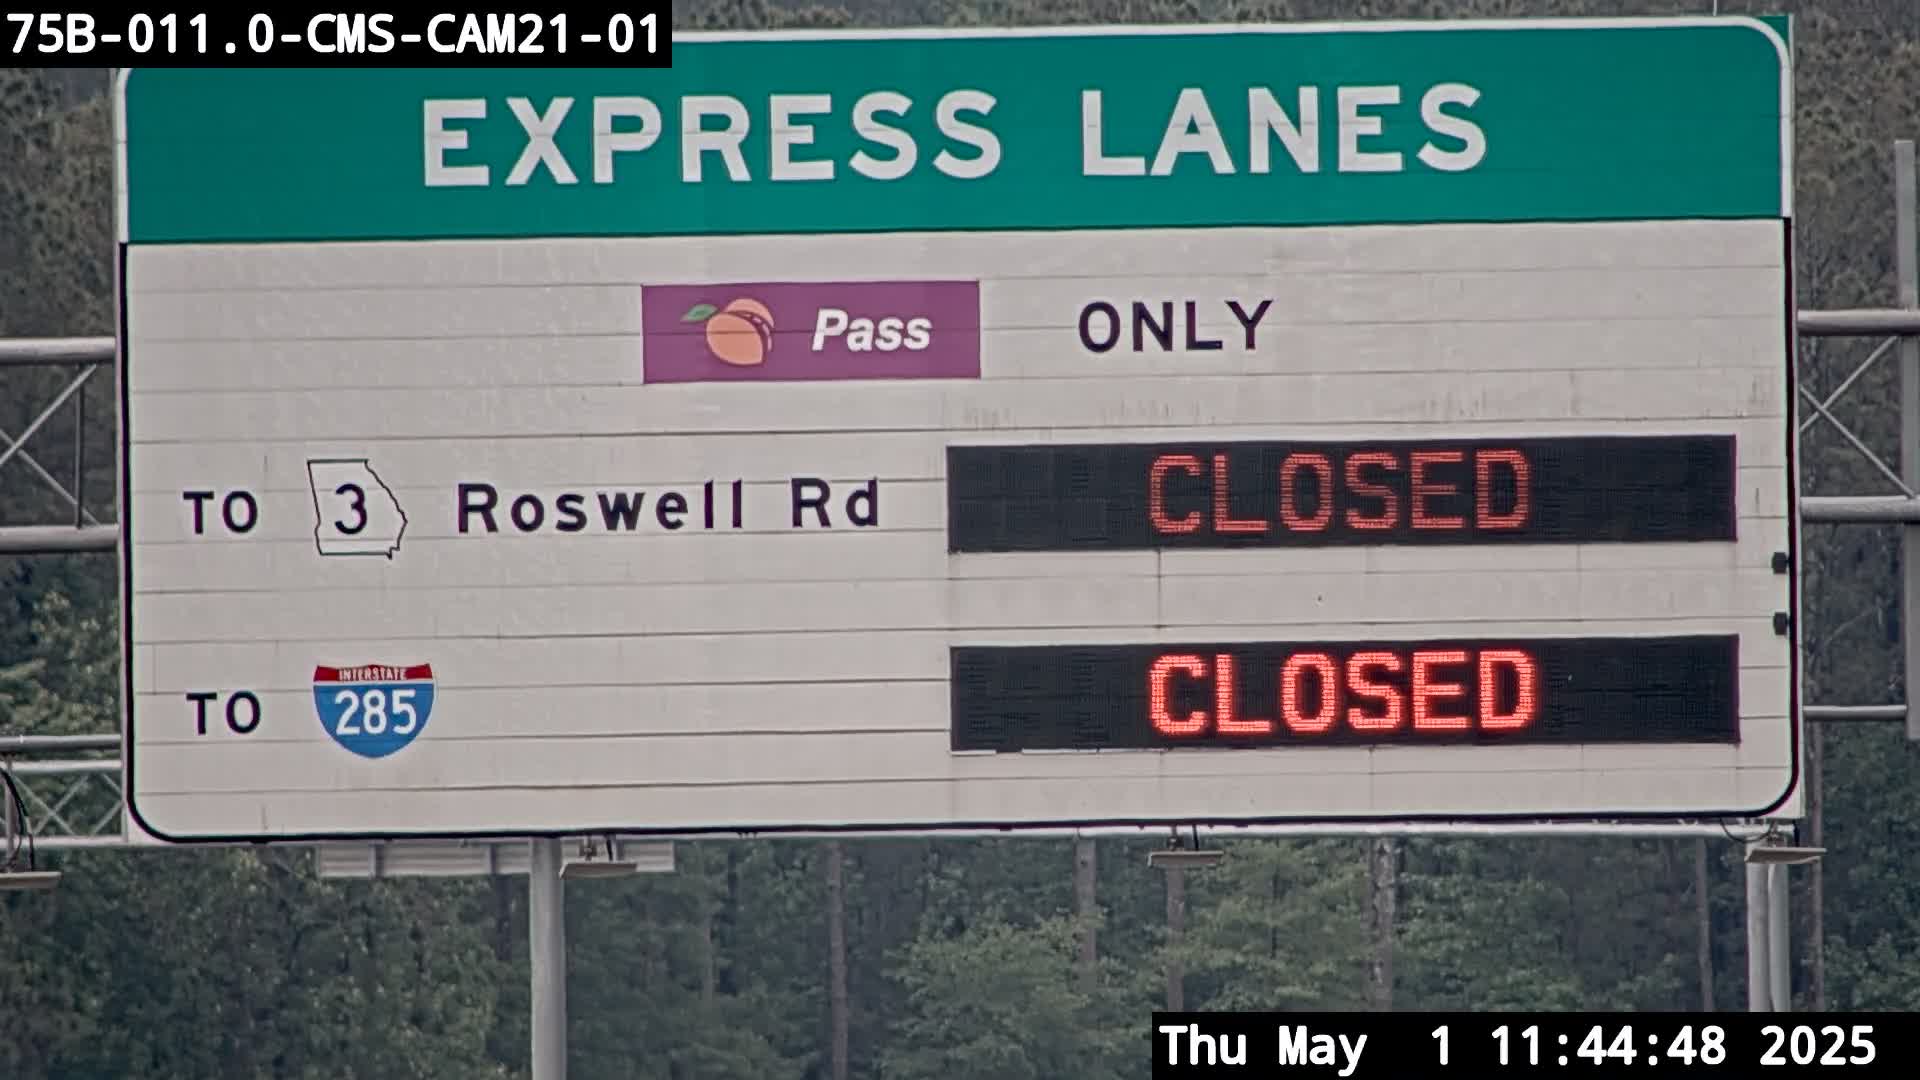 75B-011.0-CMS-CAM21-01
EXPRESS LANES
Pass ONLY
TO 3 Roswell Rd CLOSED
INTERSTATE
TO 285 CLOSED
Thu May 1 11:44:48 2025